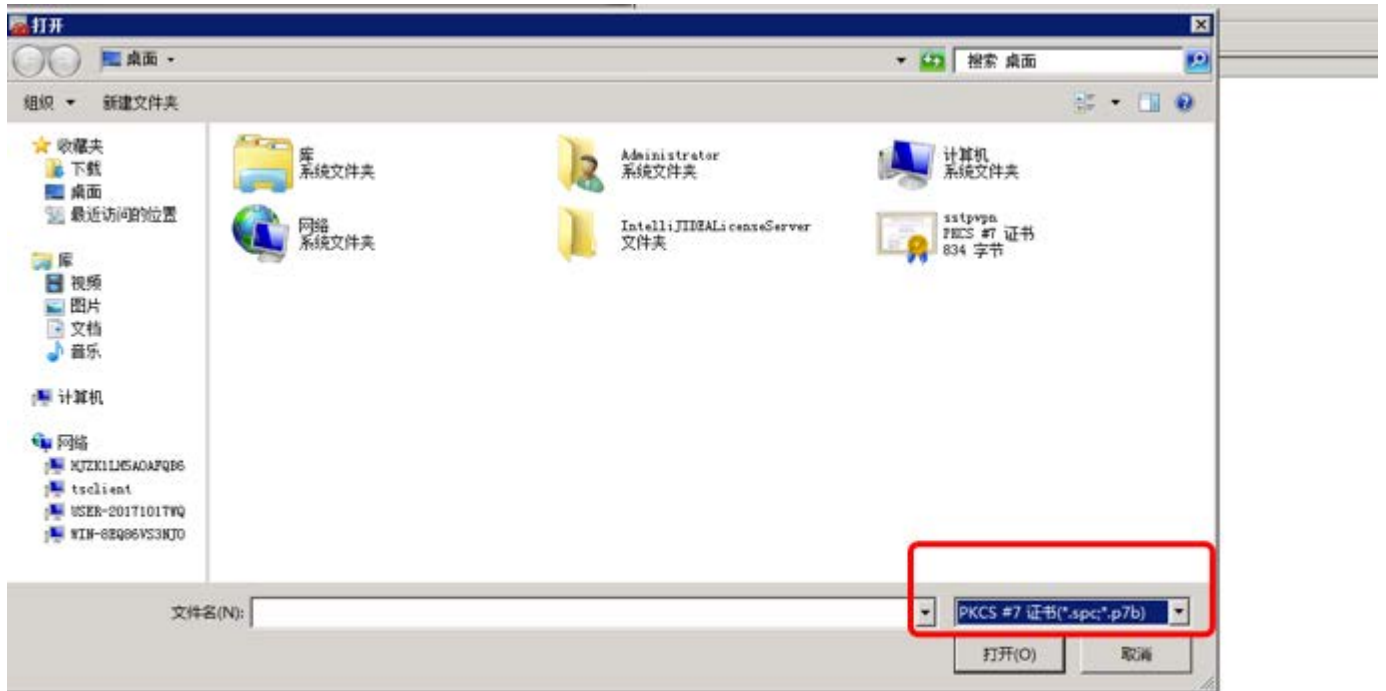 打开
桌面
搜索 桌面
组织
新建文件夹
收藏夹
下载
桌面
最近访问的位置
库
视频
图片
文档
音乐
计算机
网络
tsclient
USER-20171017WQ
WIN-8EQ86VS3NJO
库
系统文件夹
Administrator
系统文件夹
计算机
系统文件夹
网络
系统文件夹
IntelliJIDEALicenseServer
文件夹
sstpvpn
PKCS #7 证书
834 字节
文件名(N):
PKCS #7 证书(*.spc;*.p7b)
打开(O)
取消